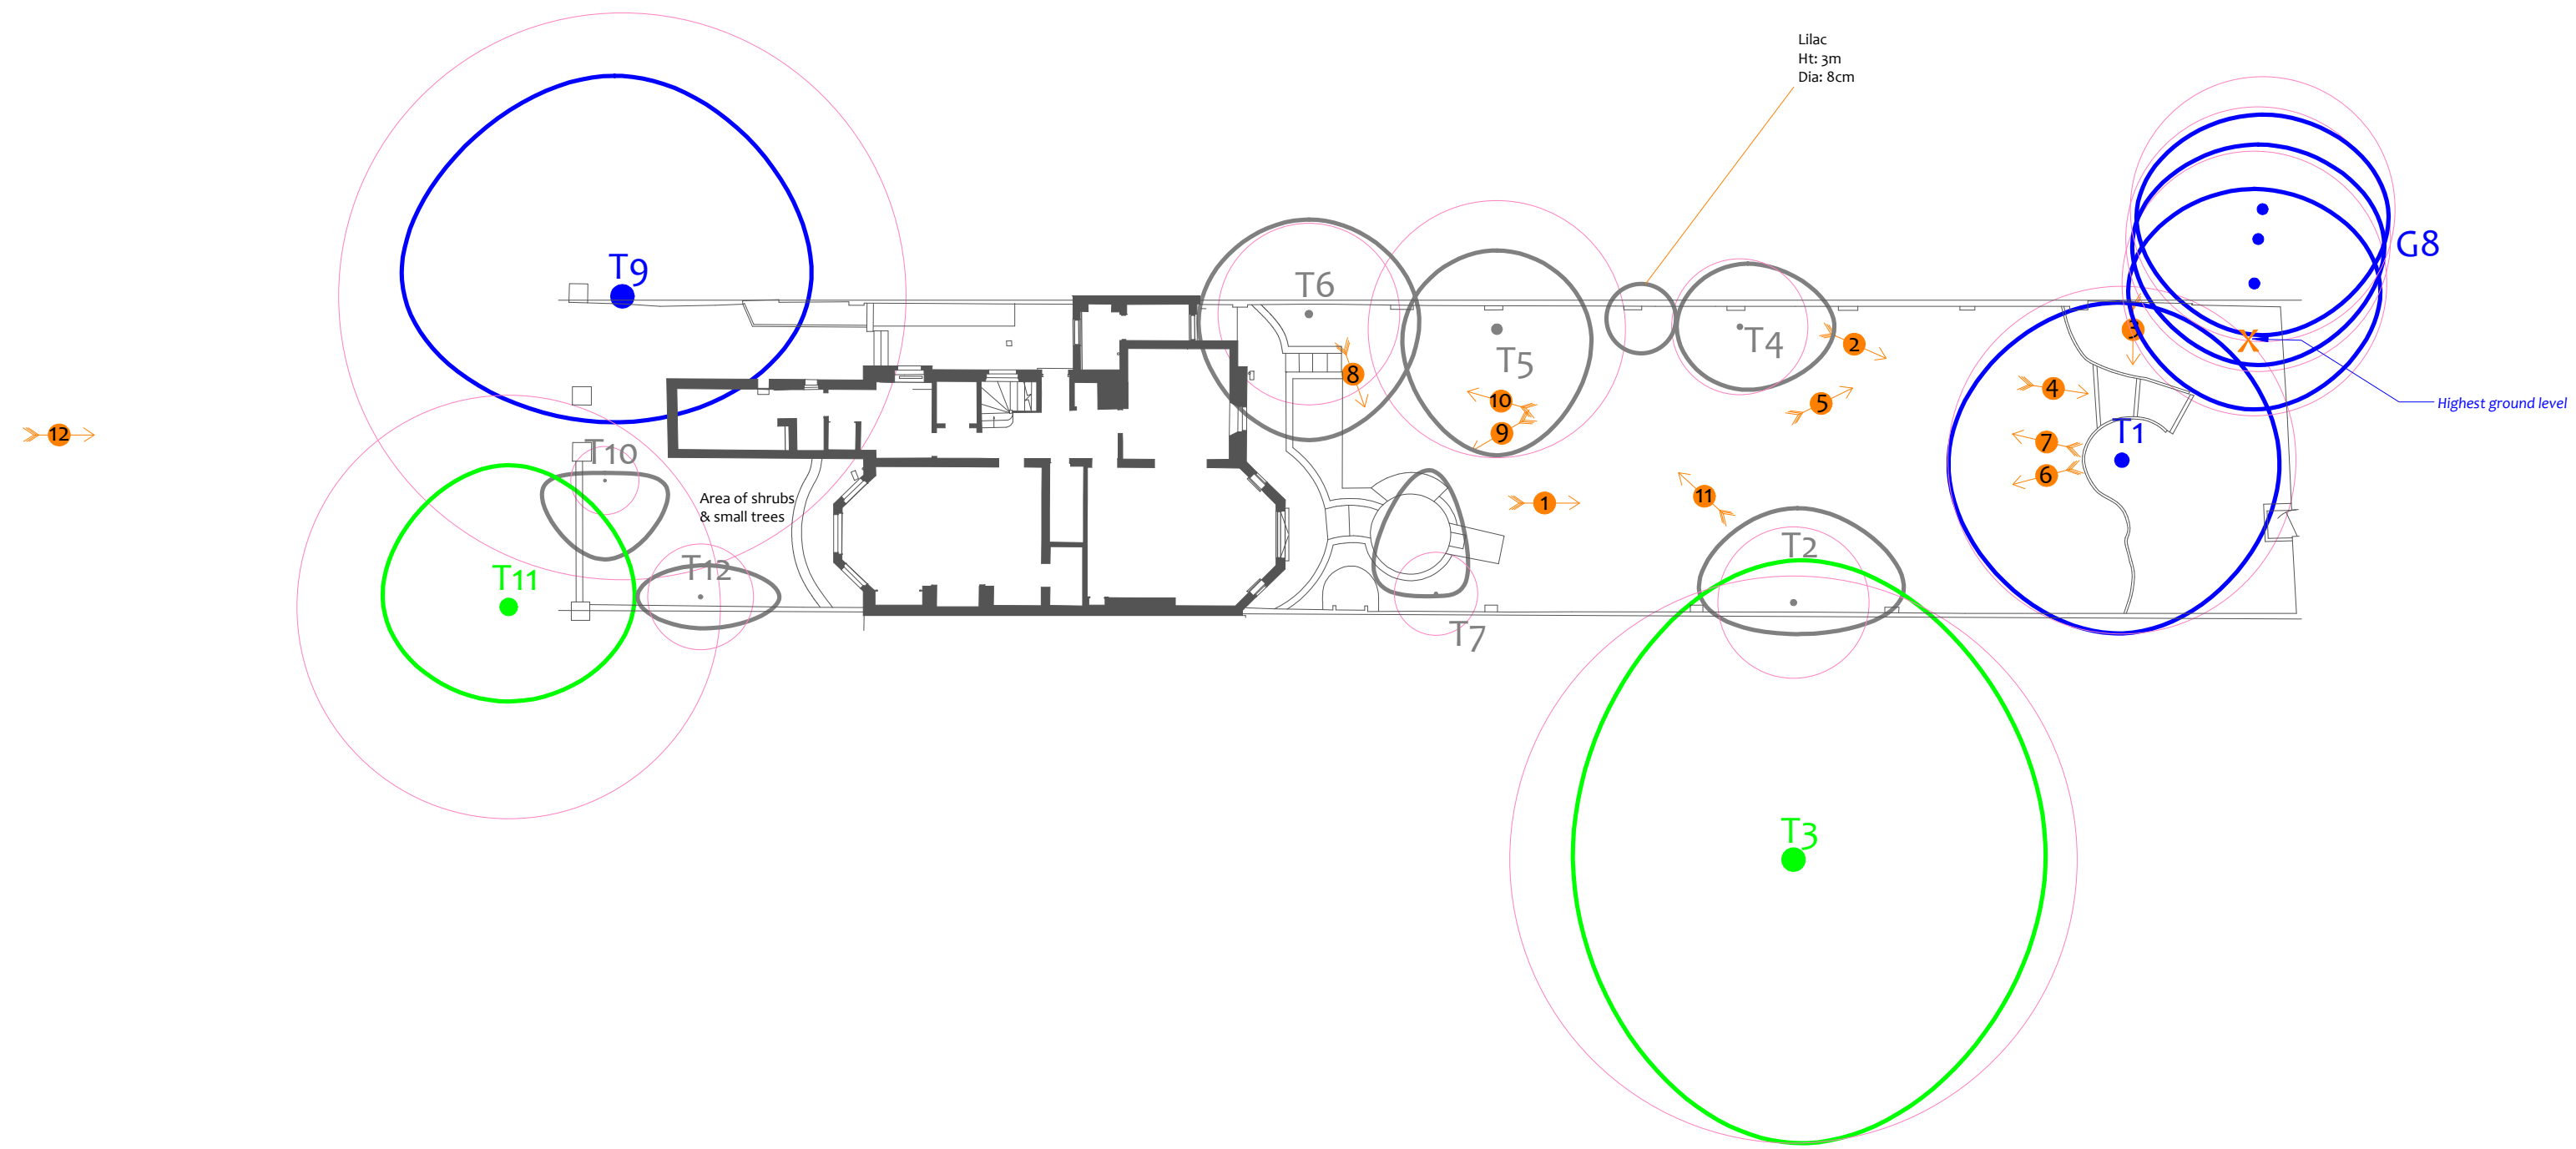 Lilac
Ht: 3m
Dia: 8cm
G8
T9
T6
T5
T4
2
3
Highest ground level
X
8
10
5
4
9
T1
7
12
T10
6
Area of shrubs
& small trees
1
11
T2
T12
T11
T7
T3